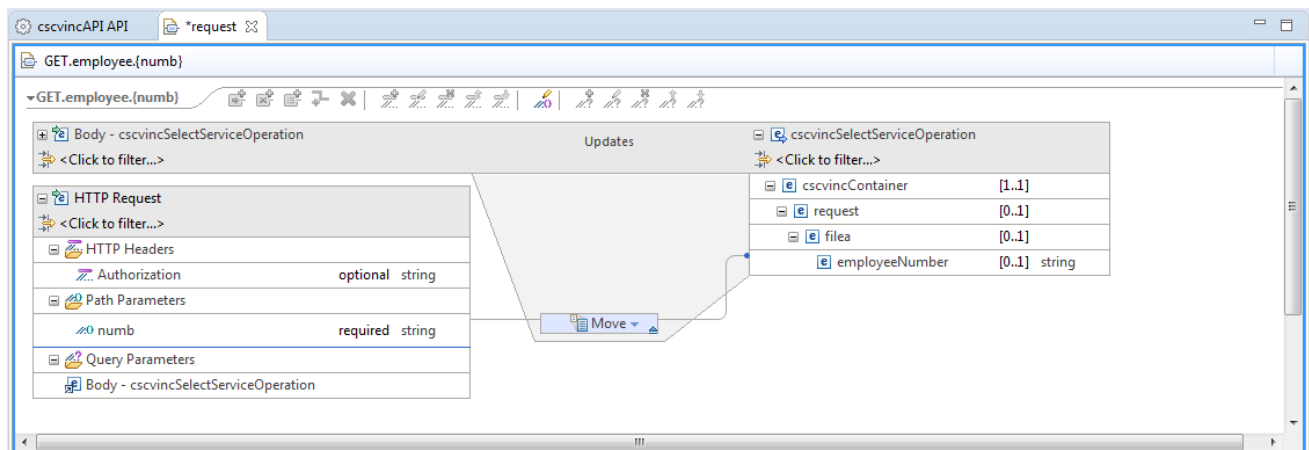 cscvincAPI API
*request
GET.employee.{numb}
GET.employee.{numb}
Body - cscvincSelectServiceOperation
<Click to filter...>
Updates
cscvincSelectServiceOperation
<Click to filter...>
HTTP Request
<Click to filter...>
cscvincContainer [1..1]
request [0..1]
filea [0..1]
employeeNumber [0..1] string
HTTP Headers
Authorization optional string
Path Parameters
numb required string
Move
Query Parameters
Body - cscvincSelectServiceOperation